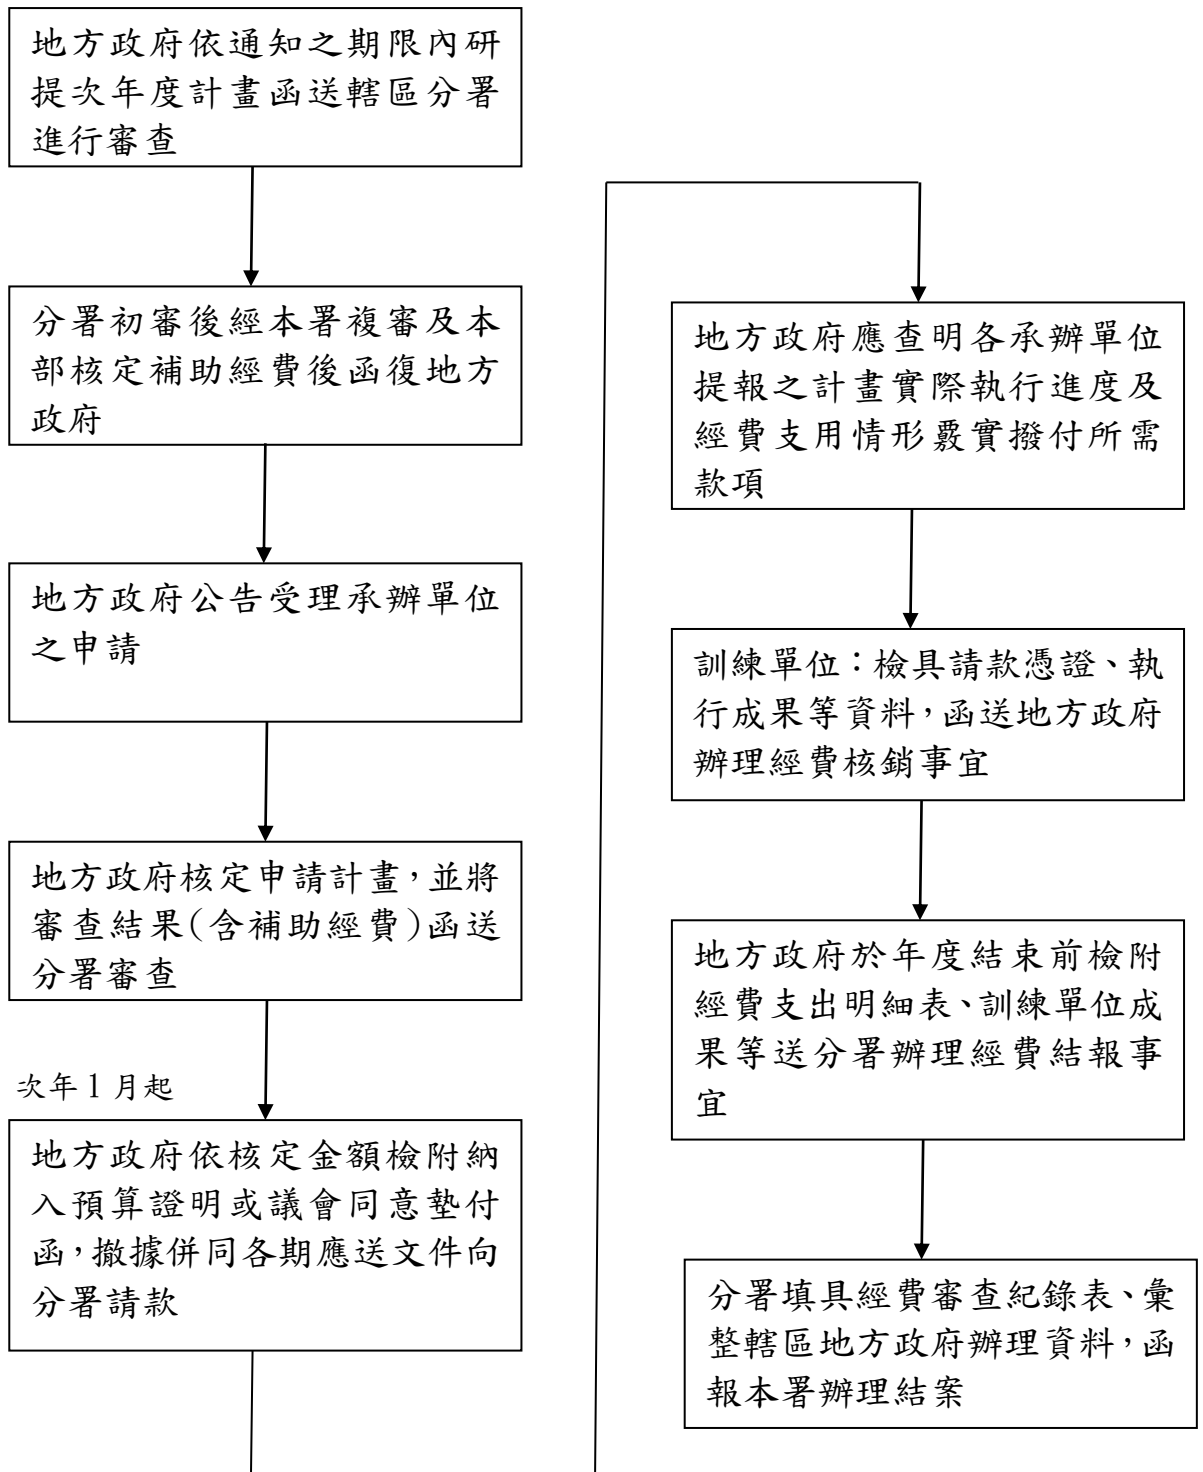 地方政府依通知之期限內研
提次年度計畫函送轄區分署
進行審查
分署初審後經本署複審及本
部核定補助經費後函復地方
政府
地方政府公告受理承辦單位
之申請
地方政府核定申請計畫，並將
審查結果(含補助經費)函送
分署審查
次年1月起
地方政府依核定金額檢附納
入預算證明或議會同意墊付
函，撤據併同各期應送文件向
分署請款
地方政府應查明各承辦單位
提報之計畫實際執行進度及
經費支用情形覈實撥付所需
款項
訓練單位：檢具請款憑證、執
行成果等資料，函送地方政府
辦理經費核銷事宜
地方政府於年度結束前檢附
經費支出明細表、訓練單位成
果等送分署辦理經費結報事
宜
分署填具經費審查紀錄表、彙
整轄區地方政府辦理資料，函
報本署辦理結案